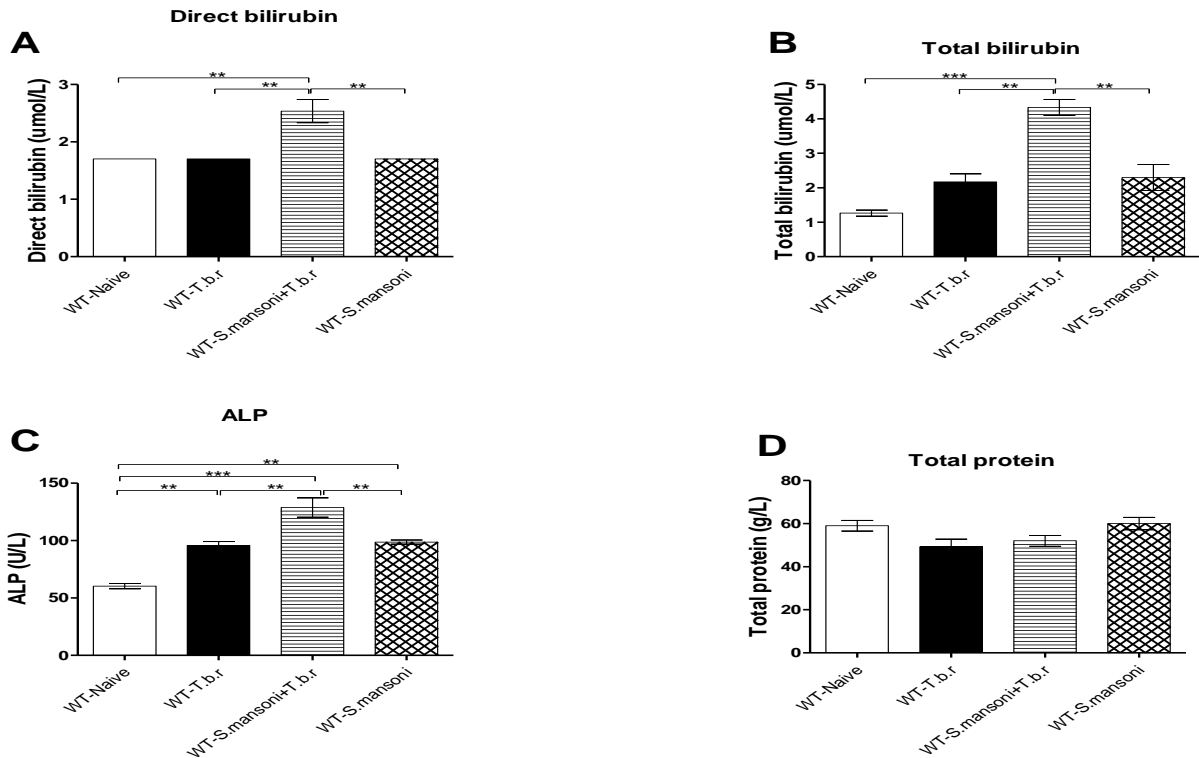 Direct bilirubin
A
** 
** **
Direct bilirubin (umol/L)
3
2
1
0
WT-Naive
WT-T.b.r
WT-S.mansoni+T.b.r
WT-S.mansoni
B
Total bilirubin
***
** **
Total bilirubin (umol/L)
5
4
3
2
1
0
WT-Naive
WT-T.b.r
WT-S.mansoni+T.b.r
WT-S.mansoni
ALP
C
**
***
** ** **
ALP (U/L)
150
100
50
0
WT-Naive
WT-T.b.r
WT-S.mansoni+T.b.r
WT-S.mansoni
D
Total protein
Total protein (g/L)
80
60
40
20
0
WT-Naive
WT-T.b.r
WT-S.mansoni+T.b.r
WT-S.mansoni